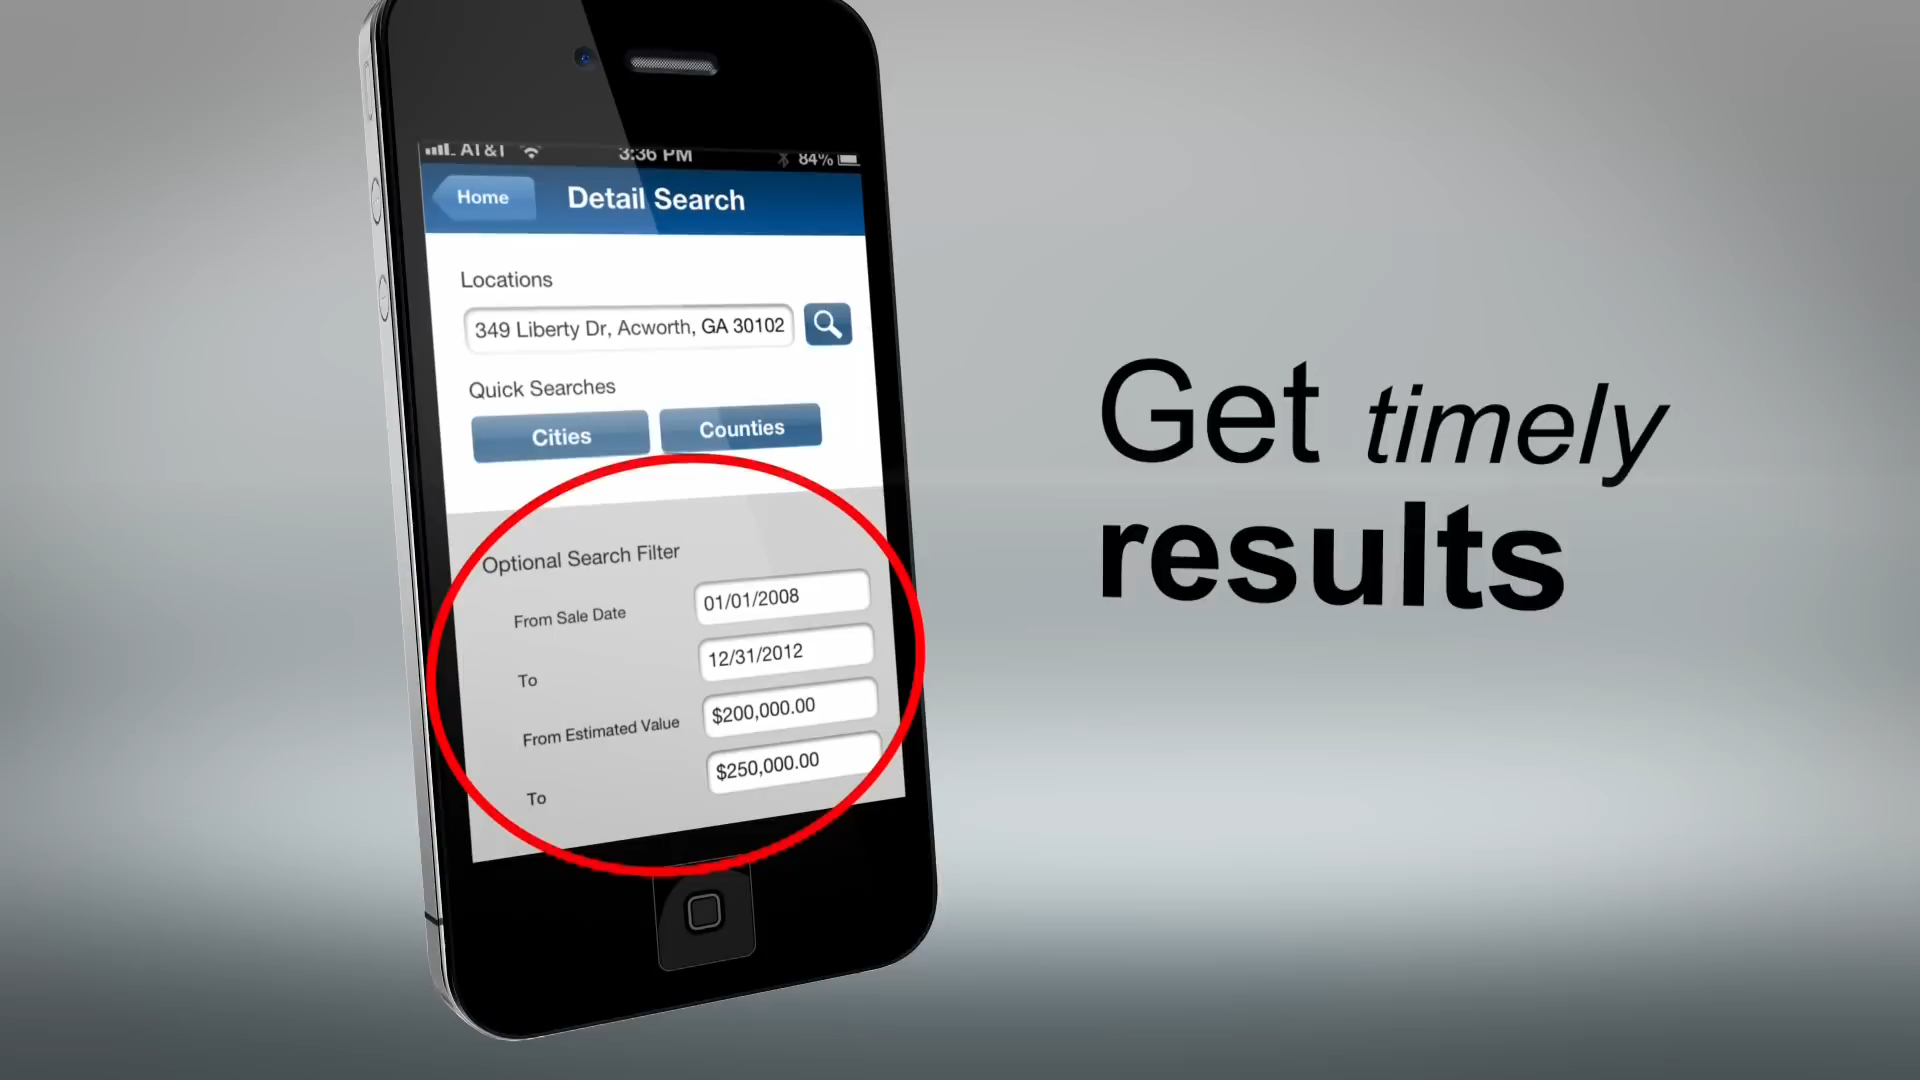 AT&T 3:36 PM 84%
Home Detail Search
Locations
349 Liberty Dr, Acworth, GA 30102
Quick Searches
Cities Counties
Optional Search Filter
From Sale Date 01/01/2008
To 12/31/2012
From Estimated Value $200,000.00
To $250,000.00
Get timely
results